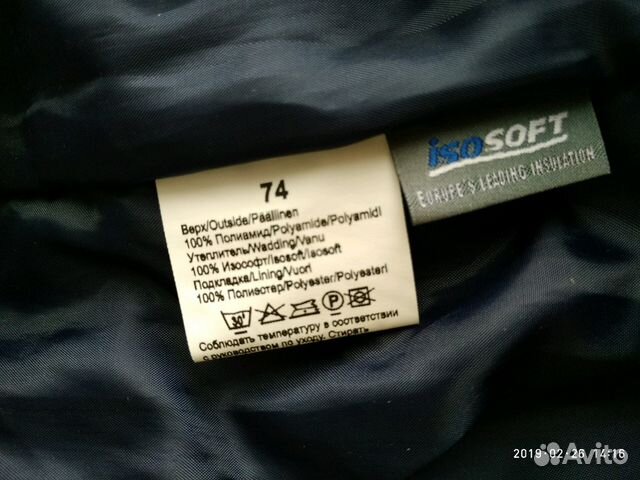 isoSOFT
EUROPE'S LEADING INSULATION
74
Верх/Outside/Päällinen
100% Полиамид/Polyamide/Polyamidi
Утеплитель/Wadding/Vanu
100% Изософт/Isosoft/Isosoft
Подкладка/Lining/Vuori
100% Полиэстер/Polyester/Polyesteri
30°
P
Соблюдать температуру в соответствии
с руководством по уходу. Стирать
2019-02-26 14:16
Avito